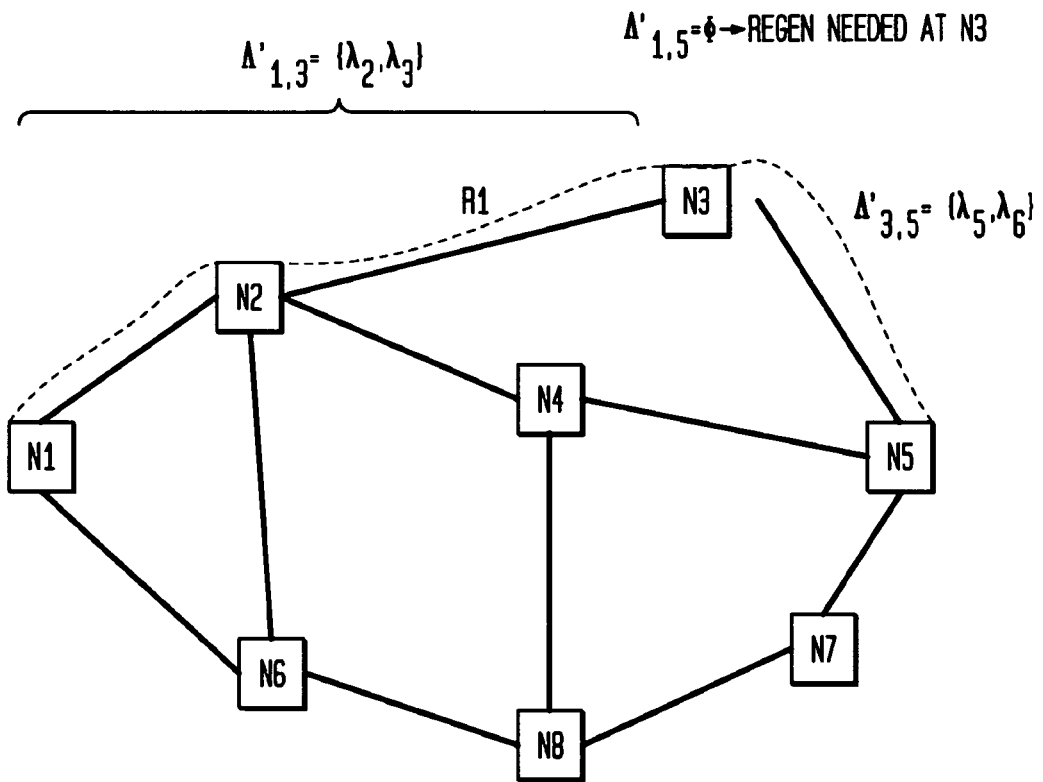 Λ'1,5=Φ→REGEN NEEDED AT N3
Λ'1,3= {λ2,λ3}
R1
N3
Λ'3,5= {λ5,λ6}
N2
N4
N1
N5
N6
N7
N8